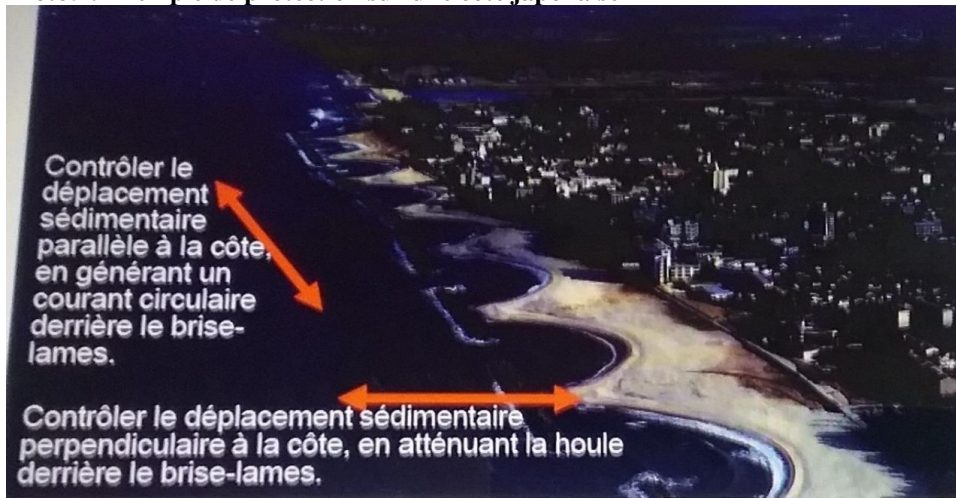 Contrôler le
déplacement
sédimentaire
parallèle à la côte,
en générant un
courant circulaire
derrière le brise-
lames.
Contrôler le déplacement sédimentaire
perpendiculaire à la côte, en atténuant la houle
derrière le brise-lames.